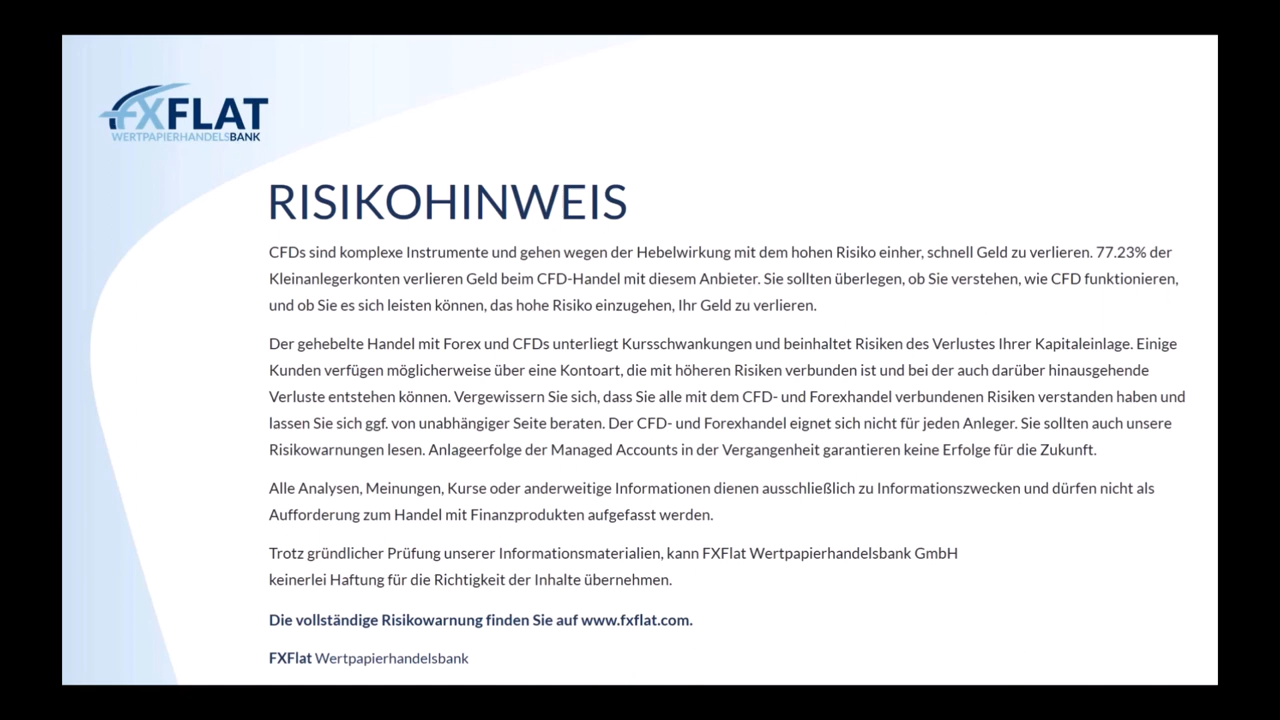 FXFLAT
WERTPAPIERHANDELSBANK
RISIKOHINWEIS
CFDs sind komplexe Instrumente und gehen wegen der Hebelwirkung mit dem hohen Risiko einher, schnell Geld zu verlieren. 77.23% der
Kleinanlegerkonten verlieren Geld beim CFD-Handel mit diesem Anbieter. Sie sollten überlegen, ob Sie verstehen, wie CFD funktionieren,
und ob Sie es sich leisten können, das hohe Risiko einzugehen, Ihr Geld zu verlieren.
Der gehebelte Handel mit Forex und CFDs unterliegt Kursschwankungen und beinhaltet Risiken des Verlustes Ihrer Kapitaleinlage. Einige
Kunden verfügen möglicherweise über eine Kontoart, die mit höheren Risiken verbunden ist und bei der auch darüber hinausgehende
Verluste entstehen können. Vergewissern Sie sich, dass Sie alle mit dem CFD- und Forexhandel verbundenen Risiken verstanden haben und
lassen Sie sich ggf. von unabhängiger Seite beraten. Der CFD- und Forexhandel eignet sich nicht für jeden Anleger. Sie sollten auch unsere
Risikowarnungen lesen. Anlageerfolge der Managed Accounts in der Vergangenheit garantieren keine Erfolge für die Zukunft.
Alle Analysen, Meinungen, Kurse oder anderweitige Informationen dienen ausschließlich zu Informationszwecken und dürfen nicht als
Aufforderung zum Handel mit Finanzprodukten aufgefasst werden.
Trotz gründlicher Prüfung unserer Informationsmaterialien, kann FXFlat Wertpapierhandelsbank GmbH
keinerlei Haftung für die Richtigkeit der Inhalte übernehmen.
Die vollständige Risikowarnung finden Sie auf www.fxflat.com.
FXFlat Wertpapierhandelsbank